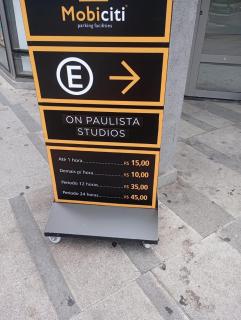 Mobiciti
parking facilities
E
ON PAULISTA
STUDIOS
Até 1 hora R$ 15,00
Demais p/ hora R$ 10,00
Período 12 horas R$ 35,00
Período 24 horas R$ 45,00